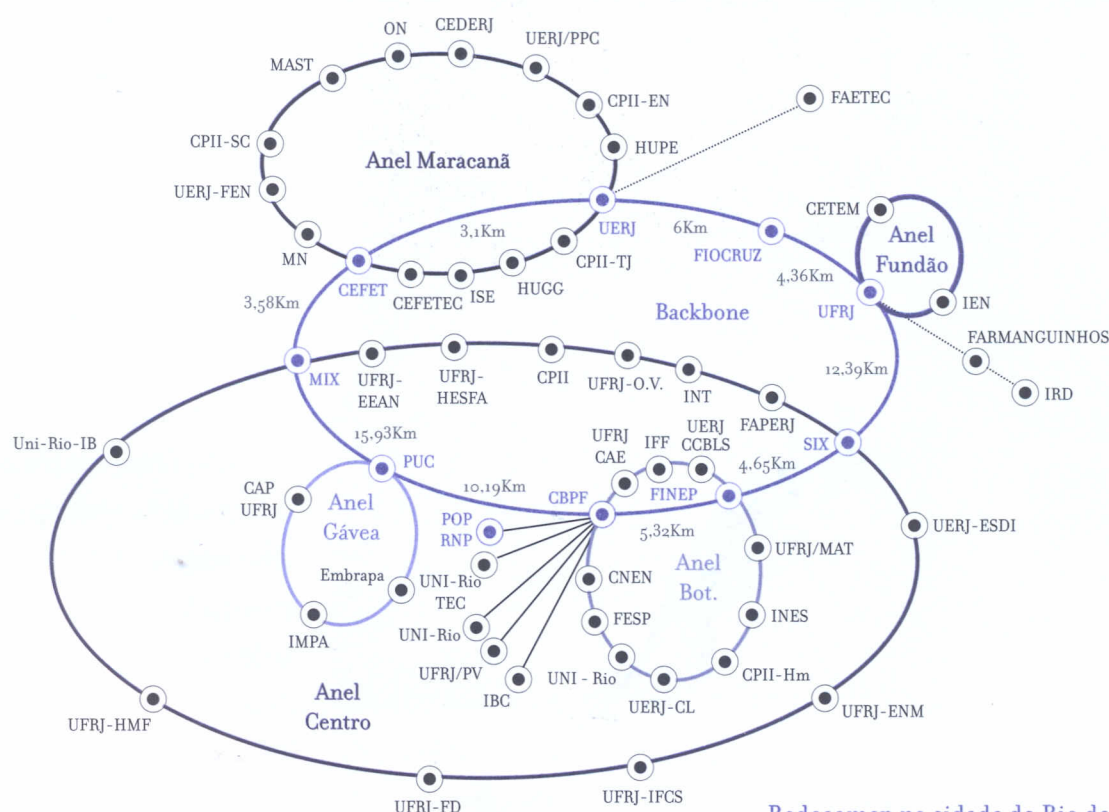 ON
CEDERJ
UERJ/PPC
MAST
CPII-EN
FAETEC
CPII-SC
HUPE
Anel Maracanã
UERJ-FEN
CETEM
UERJ
6Km
3,1Km
Anel
Fundão
MN
CPII-TJ
FIOCRUZ
CEFET
HUGG
4,36Km
ISE
CEFETEC
3,58Km
UFRJ
IEN
Backbone
FARMANGUINHOS
MIX
UFRJ-
EEAN
UFRJ-
HESFA
CPII
UFRJ-O.V.
INT
12,39Km
IRD
FAPERJ
Uni-Rio-IB
15,93Km
UFRJ
CAE
IFF
UERJ
CCBLS
SIX
PUC
4,65Km
CAP
UFRJ
Anel
Gávea
10,19Km
CBPF
FINEP
POP
RNP
5,32Km
UERJ-ESDI
Anel
Bot.
UFRJ/MAT
Embrapa
UNI-Rio
TEC
CNEN
INES
IMPA
UNI-Rio
FESP
UFRJ/PV
UNI - Rio
CPII-Hm
IBC
UERJ-CL
Anel
Centro
UFRJ-HMF
UFRJ-ENM
UFRJ-FD
UFRJ-IFCS